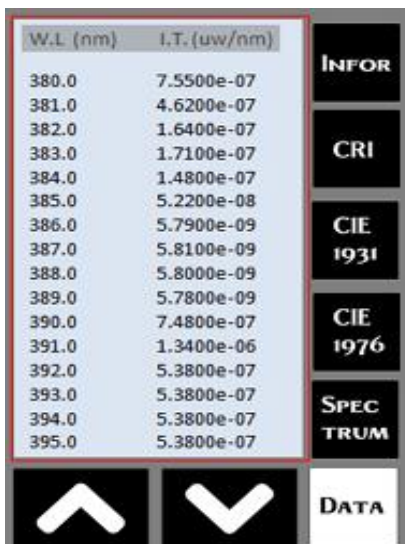 W.L (nm) I.T.(uw/nm)
380.0 7.5500e-07
381.0 4.6200e-07
382.0 1.6400e-07
383.0 1.7100e-07
384.0 1.4800e-07
385.0 5.2200e-08
386.0 5.7900e-09
387.0 5.8100e-09
388.0 5.8000e-09
389.0 5.7800e-09
390.0 7.4800e-07
391.0 1.3400e-06
392.0 5.3800e-07
393.0 5.3800e-07
394.0 5.3800e-07
395.0 5.3800e-07
INFOR
CRI
CIE
1931
CIE
1976
SPEC
TRUM
DATA